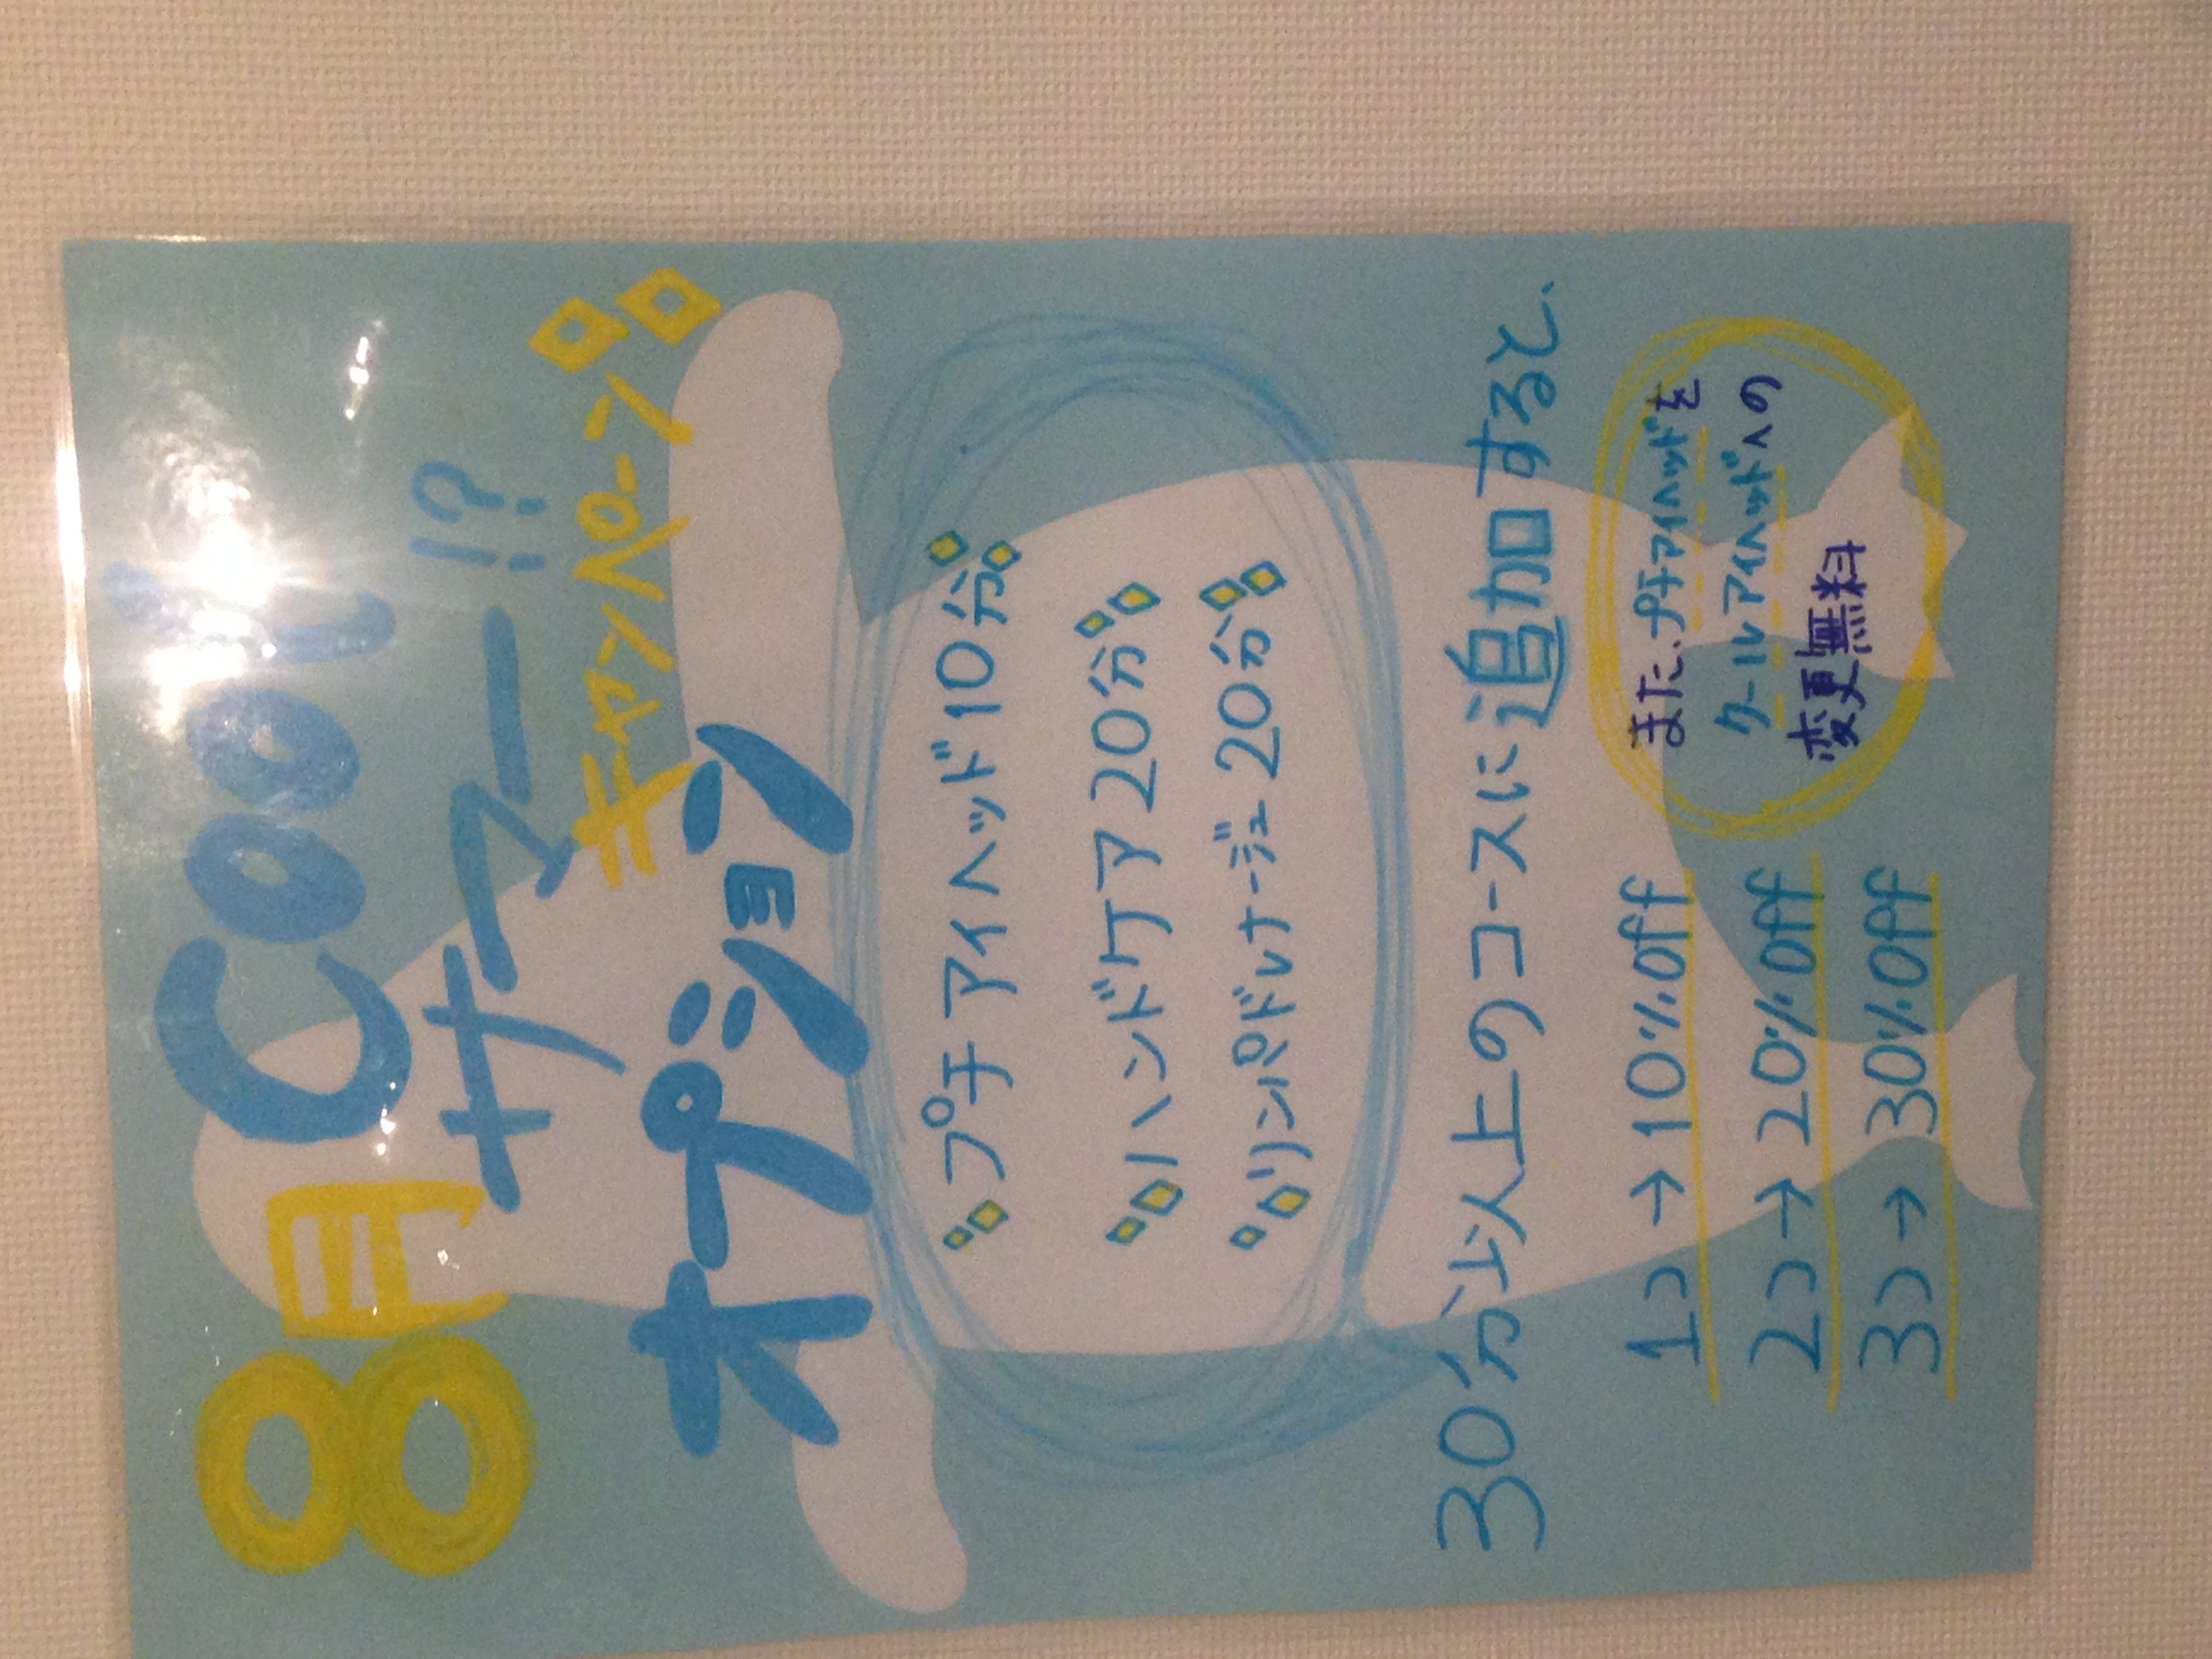 8月 Cool
サマー!?
キャンペーン
オプション
プチアイハッド10分
ハンドケア20分
リンパドレナージュ20分
30分以上のコースに追加すると、
1コ→10%off
2コ→20%off
3コ→30%off
また、プチアイヘッドを
クールアイヘッドへの
変更無料